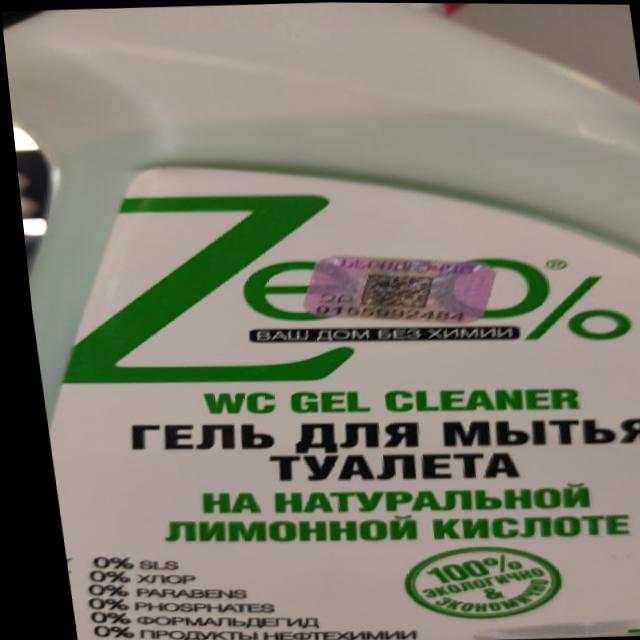 Zero%®
0155992484
ВАШ ДОМ БЕЗ ХИМИИ
WC GEL CLEANER
ГЕЛЬ ДЛЯ МЫТЬЯ
ТУАЛЕТА
НА НАТУРАЛЬНОЙ
ЛИМОННОЙ КИСЛОТЕ
0% SLS
0% ХЛОР
0% PARABENS
0% PHOSPHATES
0% ФОРМАЛЬДЕГИД
0% ПРОДУКТЫ НЕФТЕХИМИИ
100%
ЭКОЛОГИЧНО
&
ЭКОНОМИЧНО